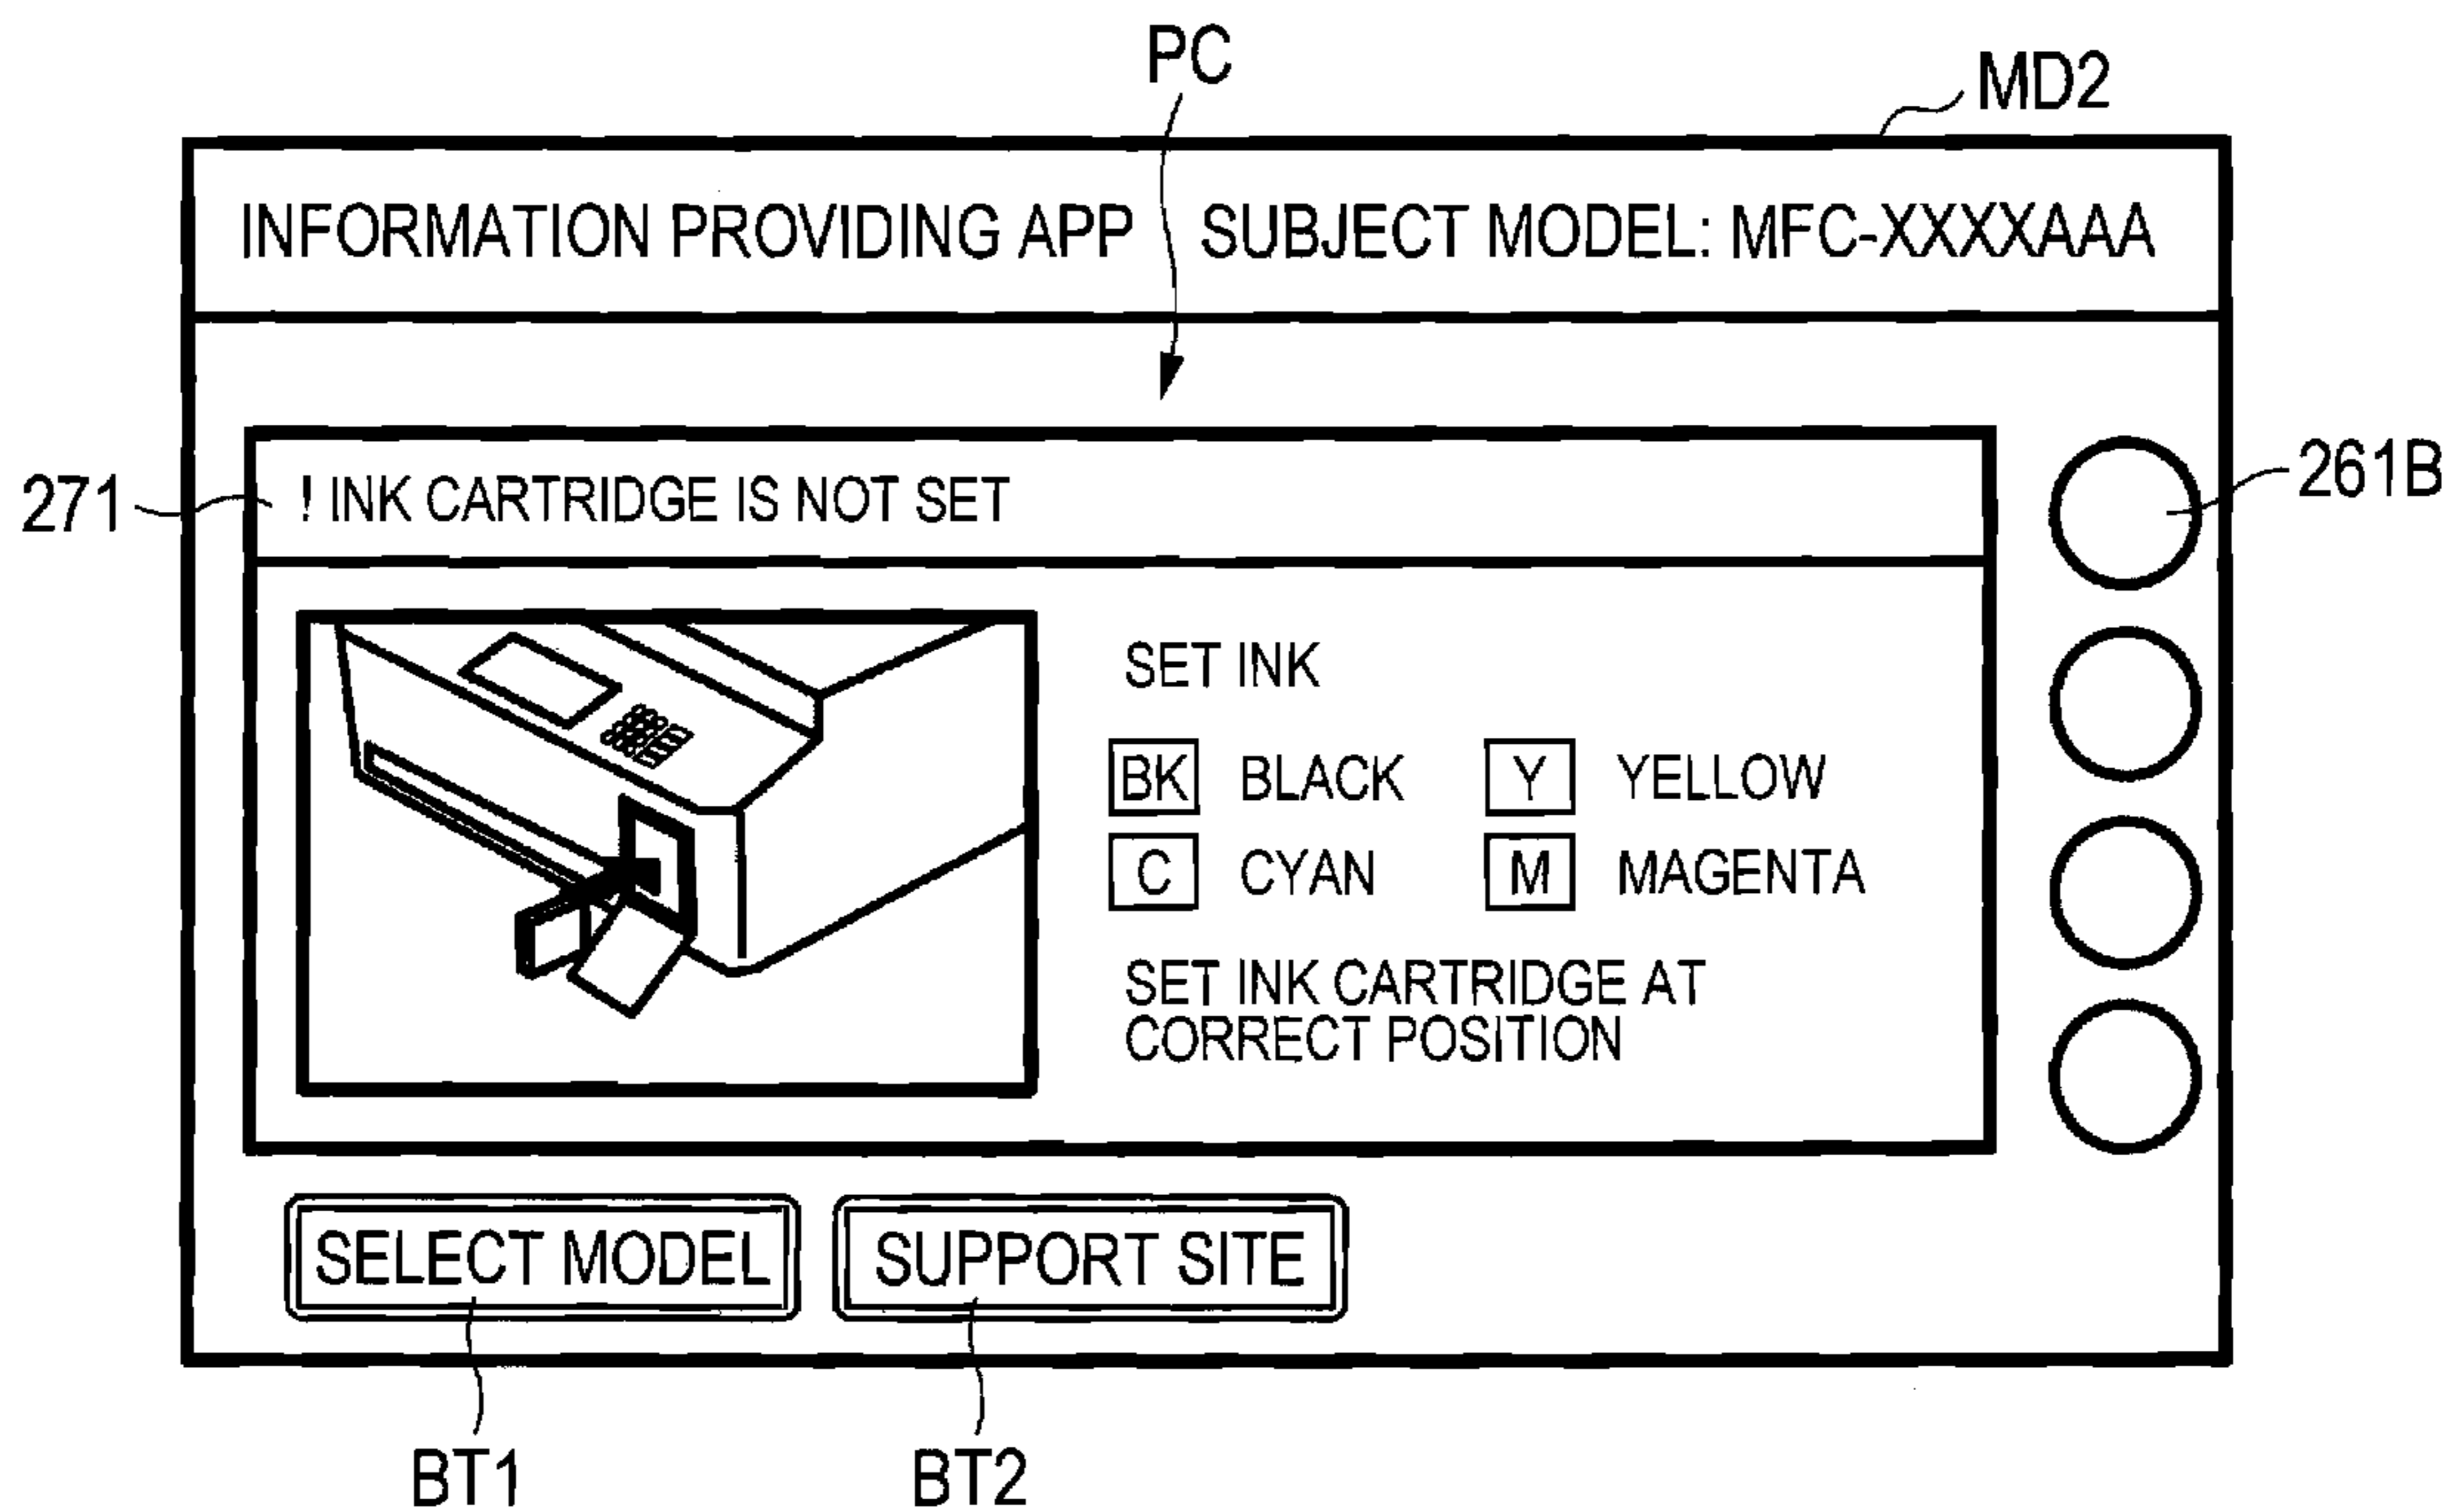 PC
MD2
INFORMATION PROVIDING APP SUBJECT MODEL: MFC-XXXXAAA
271
! INK CARTRIDGE IS NOT SET
261B
SET INK
BK BLACK Y YELLOW
C CYAN M MAGENTA
SET INK CARTRIDGE AT
CORRECT POSITION
SELECT MODEL SUPPORT SITE
BT1 BT2